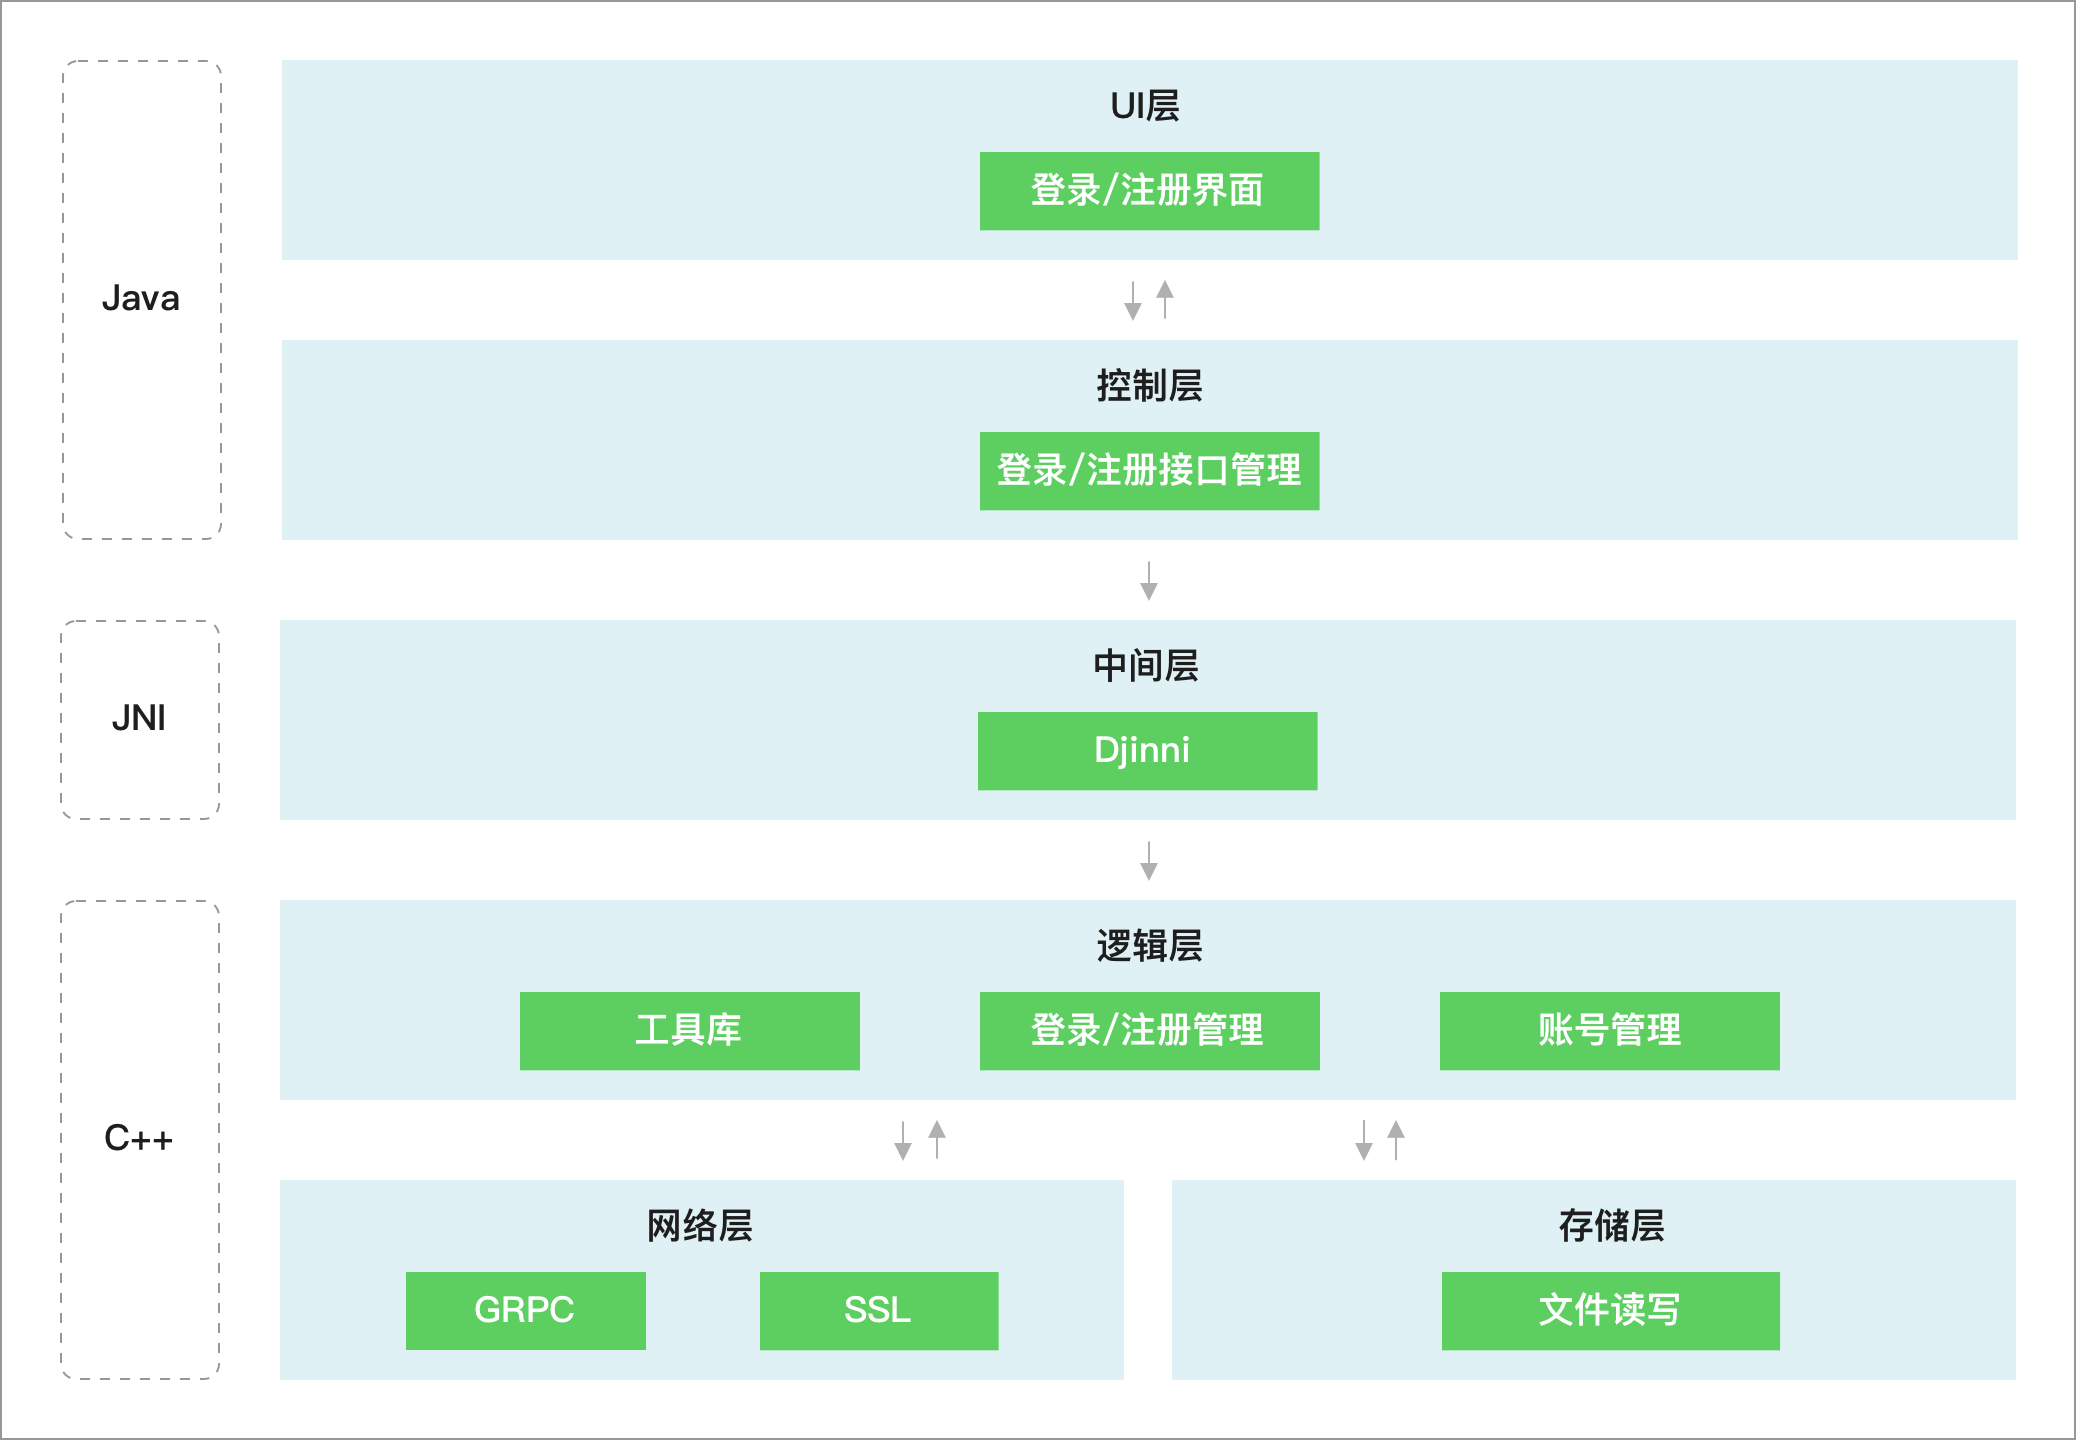 Java
UI层
登录/注册界面
控制层
登录/注册接口管理
JNI
中间层
Djinni
C++
逻辑层
工具库
登录/注册管理
账号管理
网络层
GRPC
SSL
存储层
文件读写